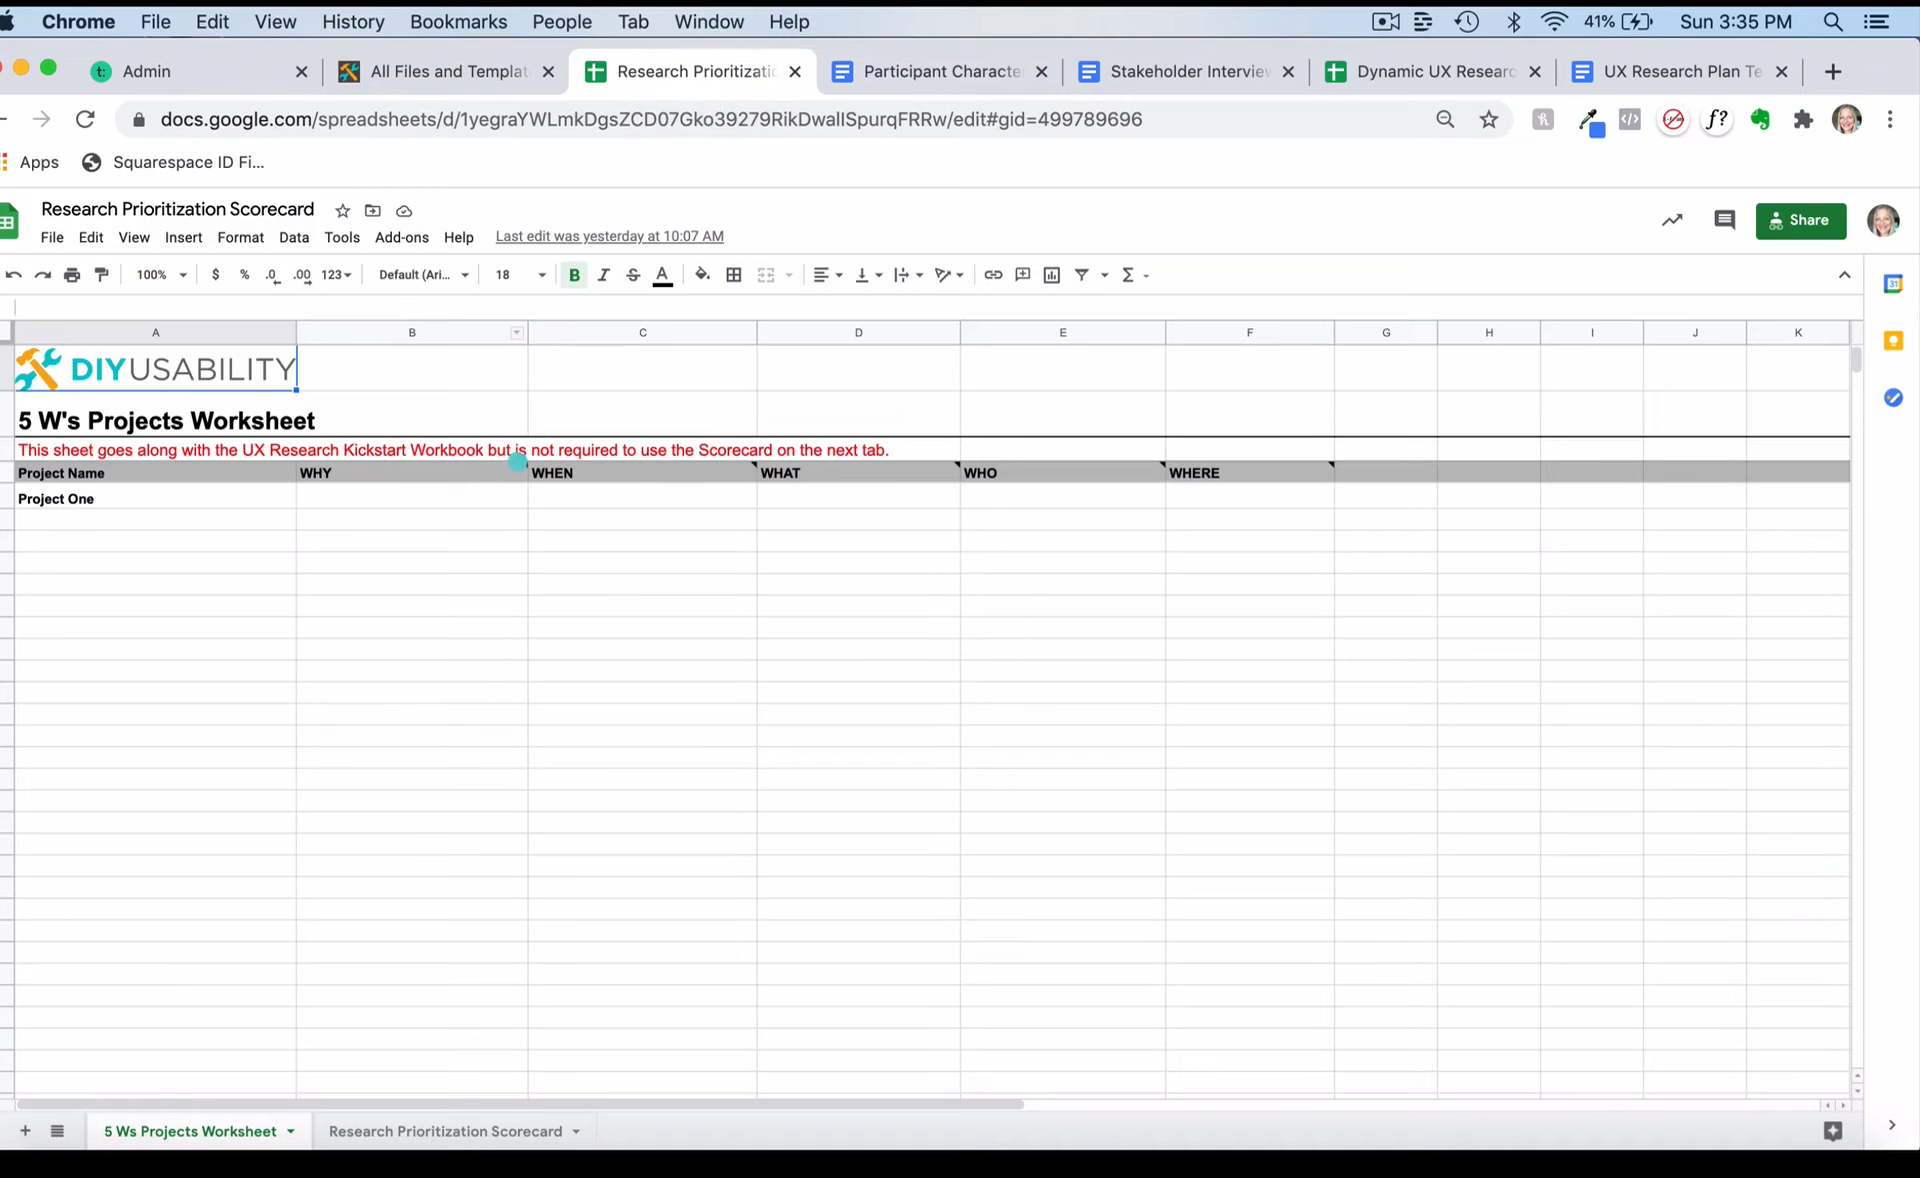 Chrome File Edit View History Bookmarks People Tab Window Help 41% Sun 3:35 PM
Admin All Files and Templat Research Prioritizatic Participant Characte Stakeholder Interview Dynamic UX Researc UX Research Plan Te
docs.google.com/spreadsheets/d/1yegraYWLmkDgsZCD07Gko39279RikDwallSpurqFRRw/edit#gid=499789696
Apps Squarespace ID Fi...
Research Prioritization Scorecard
Share
File Edit View Insert Format Data Tools Add-ons Help Last edit was yesterday at 10:07 AM
100% $ % .0 .00 123 Default (Ari... 18 B I S A
31
A B C D E F G H I J K
DIYUSABILITY
5 W's Projects Worksheet
This sheet goes along with the UX Research Kickstart Workbook but is not required to use the Scorecard on the next tab.
Project Name WHY WHEN WHAT WHO WHERE
Project One
5 Ws Projects Worksheet Research Prioritization Scorecard